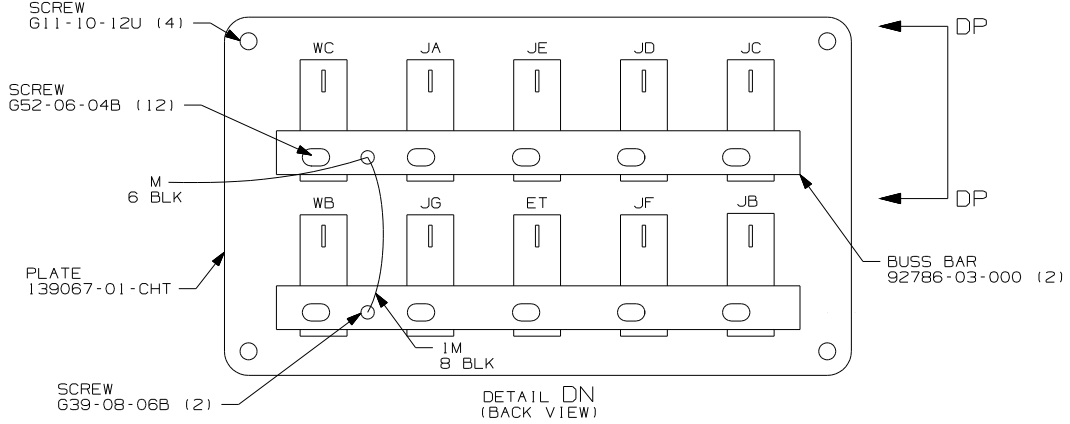 SCREW
G11-10-12U (4)
DP
WC JA JE JD JC
SCREW
G52-06-04B (12)
M
6 BLK
DP
WB JG ET JF JB
BUSS BAR
92786-03-000 (2)
PLATE
139067-01-CHT
1M
8 BLK
SCREW
G39-08-06B (2)
DETAIL DN
(BACK VIEW)